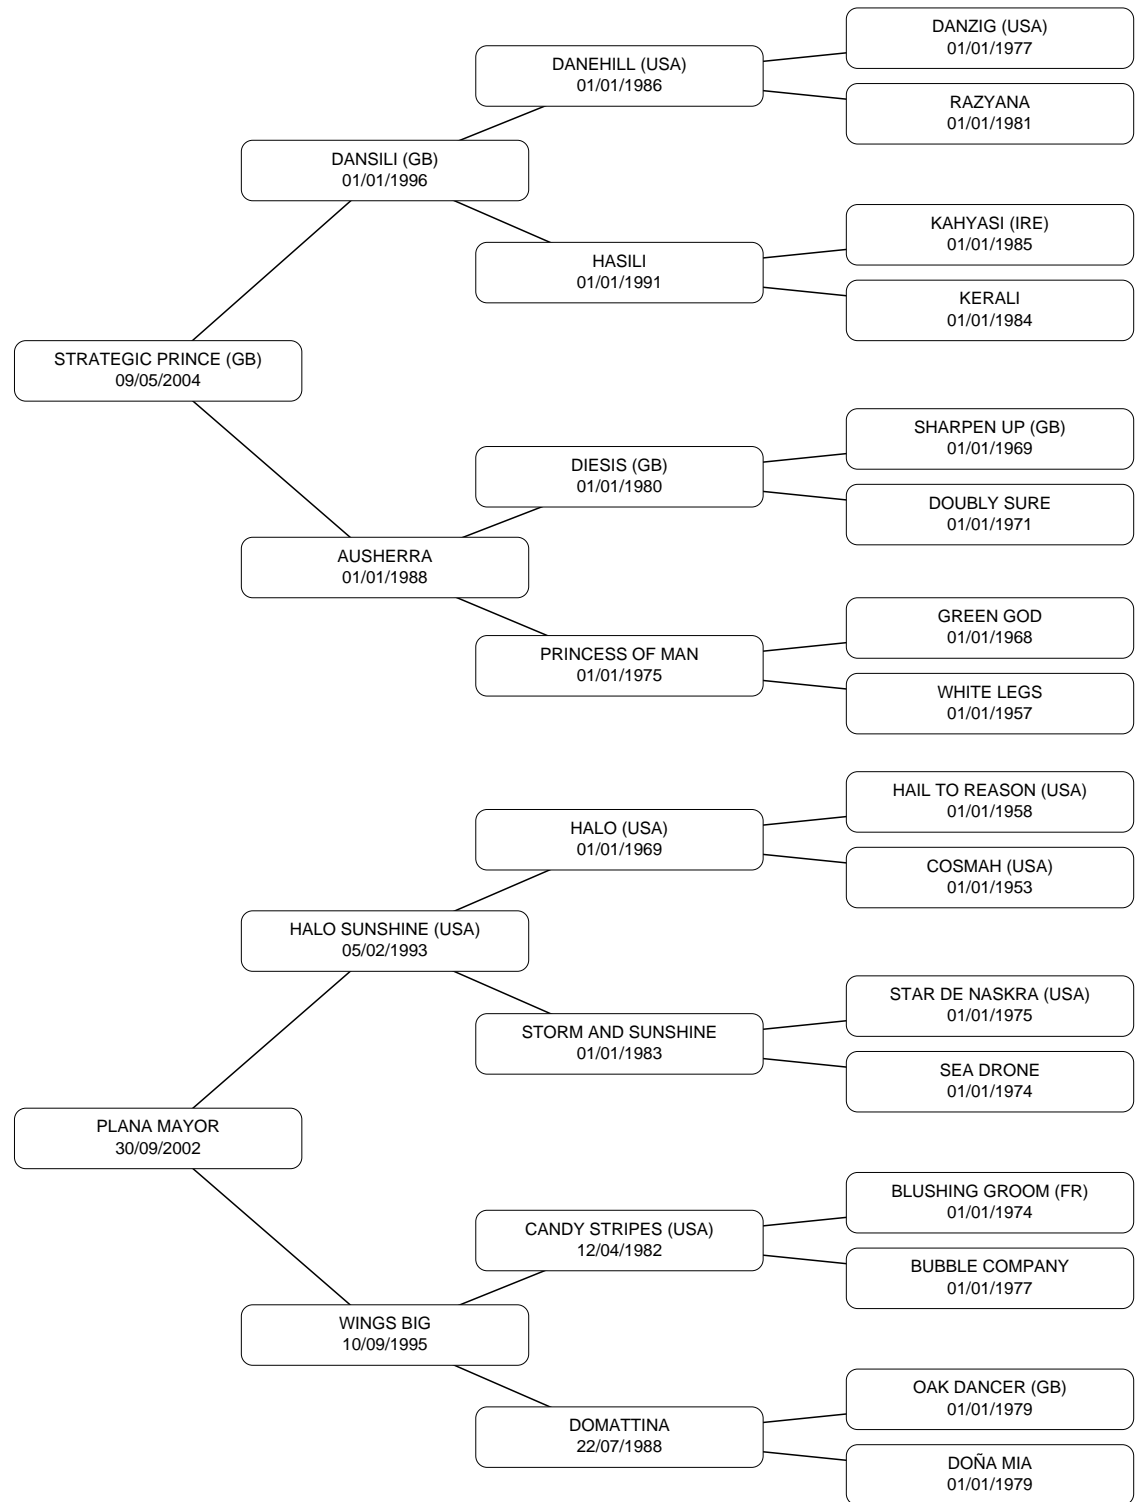 DANZIG (USA)
01/01/1977
DANEHILL (USA)
01/01/1986
RAZYANA
01/01/1981
DANSILI (GB)
01/01/1996
KAHYASI (IRE)
01/01/1985
HASILI
01/01/1991
KERALI
01/01/1984
STRATEGIC PRINCE (GB)
09/05/2004
SHARPEN UP (GB)
01/01/1969
DIESIS (GB)
01/01/1980
DOUBLY SURE
01/01/1971
AUSHERRA
01/01/1988
GREEN GOD
01/01/1968
PRINCESS OF MAN
01/01/1975
WHITE LEGS
01/01/1957
HAIL TO REASON (USA)
01/01/1958
HALO (USA)
01/01/1969
COSMAH (USA)
01/01/1953
HALO SUNSHINE (USA)
05/02/1993
STAR DE NASKRA (USA)
01/01/1975
STORM AND SUNSHINE
01/01/1983
SEA DRONE
01/01/1974
PLANA MAYOR
30/09/2002
BLUSHING GROOM (FR)
01/01/1974
CANDY STRIPES (USA)
12/04/1982
BUBBLE COMPANY
01/01/1977
WINGS BIG
10/09/1995
OAK DANCER (GB)
01/01/1979
DOMATTINA
22/07/1988
DOÑA MIA
01/01/1979